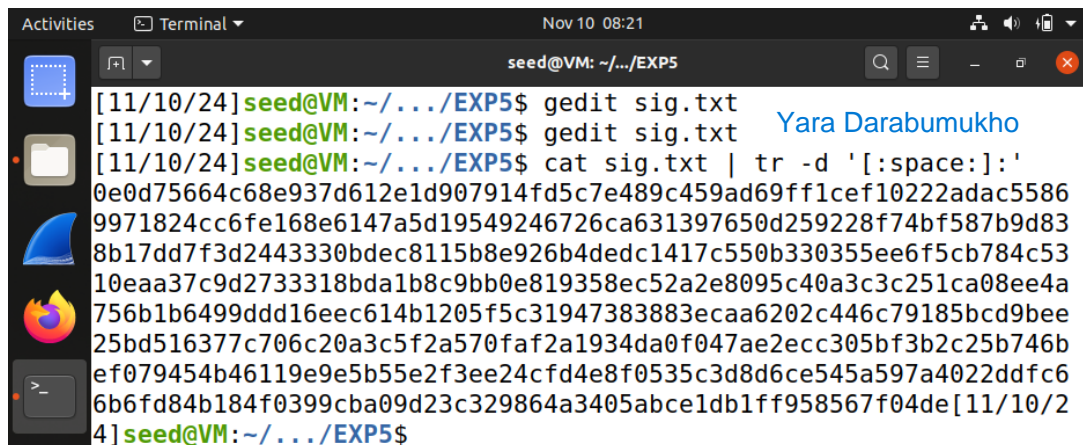 Activities Terminal Nov 10 08:21
seed@VM: ~/.../EXP5
[11/10/24]seed@VM:~/.../EXP5$ gedit sig.txt
[11/10/24]seed@VM:~/.../EXP5$ gedit sig.txt
Yara Darabumukho
[11/10/24]seed@VM:~/.../EXP5$ cat sig.txt | tr -d '[:space:]:'
0e0d75664c68e937d612e1d907914fd5c7e489c459ad69ff1cef10222adac5586
9971824cc6fe168e6147a5d19549246726ca631397650d259228f74bf587b9d83
8b17dd7f3d2443330bdec8115b8e926b4dedc1417c550b330355ee6f5cb784c53
10eaa37c9d2733318bda1b8c9bb0e819358ec52a2e8095c40a3c3c251ca08ee4a
756b1b6499ddd16eec614b1205f5c31947383883ecaa6202c446c79185bcd9bee
25bd516377c706c20a3c5f2a570faf2a1934da0f047ae2ecc305bf3b2c25b746b
ef079454b46119e9e5b55e2f3ee24cfd4e8f0535c3d8d6ce545a597a4022ddfc6
6b6fd84b184f0399cba09d23c329864a3405abce1db1ff958567f04de[11/10/2
4]seed@VM:~/.../EXP5$